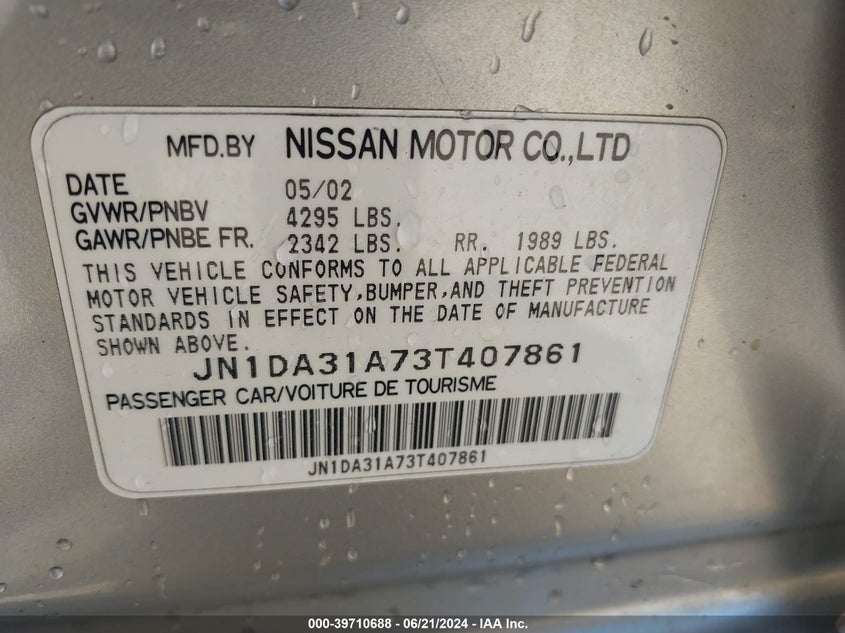 MFD.BY NISSAN MOTOR CO.,LTD
DATE 05/02
GVWR/PNBV 4295 LBS.
GAWR/PNBE FR. 2342 LBS. RR. 1989 LBS.
THIS VEHICLE CONFORMS TO ALL APPLICABLE FEDERAL
MOTOR VEHICLE SAFETY,BUMPER,AND THEFT PREVENTION
STANDARDS IN EFFECT ON THE DATE OF MANUFACTURE
SHOWN ABOVE.
JN1DA31A73T407861
PASSENGER CAR/VOITURE DE TOURISME
JN1DA31A73T407861
000-39710688 - 06/21/2024 - IAA Inc.